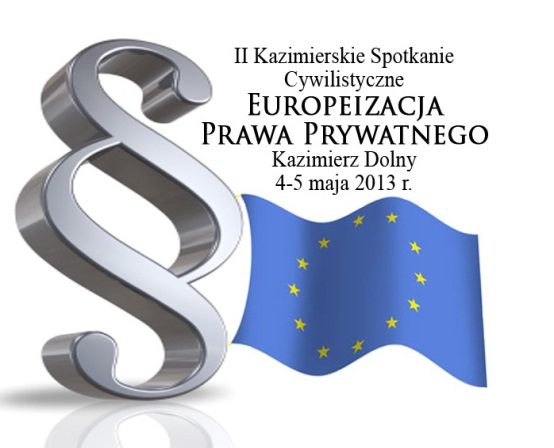 II Kazimierskie Spotkanie
Cywilistyczne
EUROPEIZACJA
PRAWA PRYWATNEGO
Kazimierz Dolny
4-5 maja 2013 r.